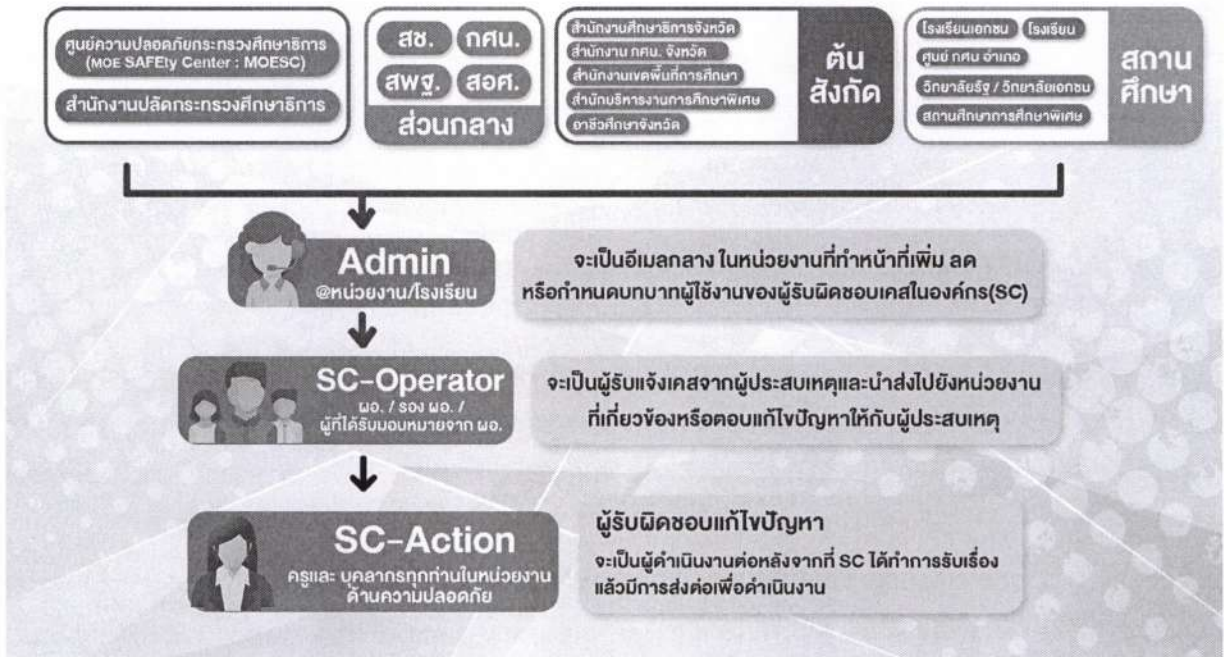 ศูนย์ความปลอดภัยกระทรวงศึกษาธิการ
(MOE SAFEty Center : MOESC)
สำนักงานปลัดกระทรวงศึกษาธิการ
สช. กศน.
สพฐ. สอศ.
ส่วนกลาง
สำนักงานศึกษาธิการจังหวัด
สำนักงาน กศน. จังหวัด
สำนักงานเขตพื้นที่การศึกษา
สำนักบริหารงานการศึกษาพิเศษ
อาชีวศึกษาจังหวัด
ต้น
สังกัด
โรงเรียนเอกชน โรงเรียน
ศูนย์ กศน อำเภอ
วิทยาลัยรัฐ / วิทยาลัยเอกชน
สถานศึกษาการศึกษาพิเศษ
สถาน
ศึกษา
Admin
@หน่วยงาน/โรงเรียน
จะเป็นอีเมลกลาง ในหน่วยงานที่ทำหน้าที่เพิ่ม ลด
หรือกำหนดบทบาทผู้ใช้งานของผู้รับผิดชอบเคสในองค์กร(SC)
SC-Operator
ผอ. / รอง ผอ. /
ผู้ที่ได้รับมอบหมายจาก ผอ.
จะเป็นผู้รับแจ้งเคสจากผู้ประสบเหตุและนำส่งไปยังหน่วยงาน
ที่เกี่ยวข้องหรือตอบแก้ไขปัญหาให้กับผู้ประสบเหตุ
SC-Action
ครูและ บุคลากรทุกท่านในหน่วยงาน
ด้านความปลอดภัย
ผู้รับผิดชอบแก้ไขปัญหา
จะเป็นผู้ดำเนินงานต่อหลังจากที่ SC ได้ทำการรับเรื่อง
แล้วมีการส่งต่อเพื่อดำเนินงาน